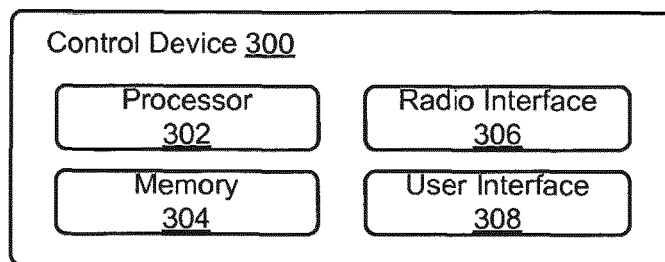 Control Device 300
Processor
302
Radio Interface
306
Memory
304
User Interface
308